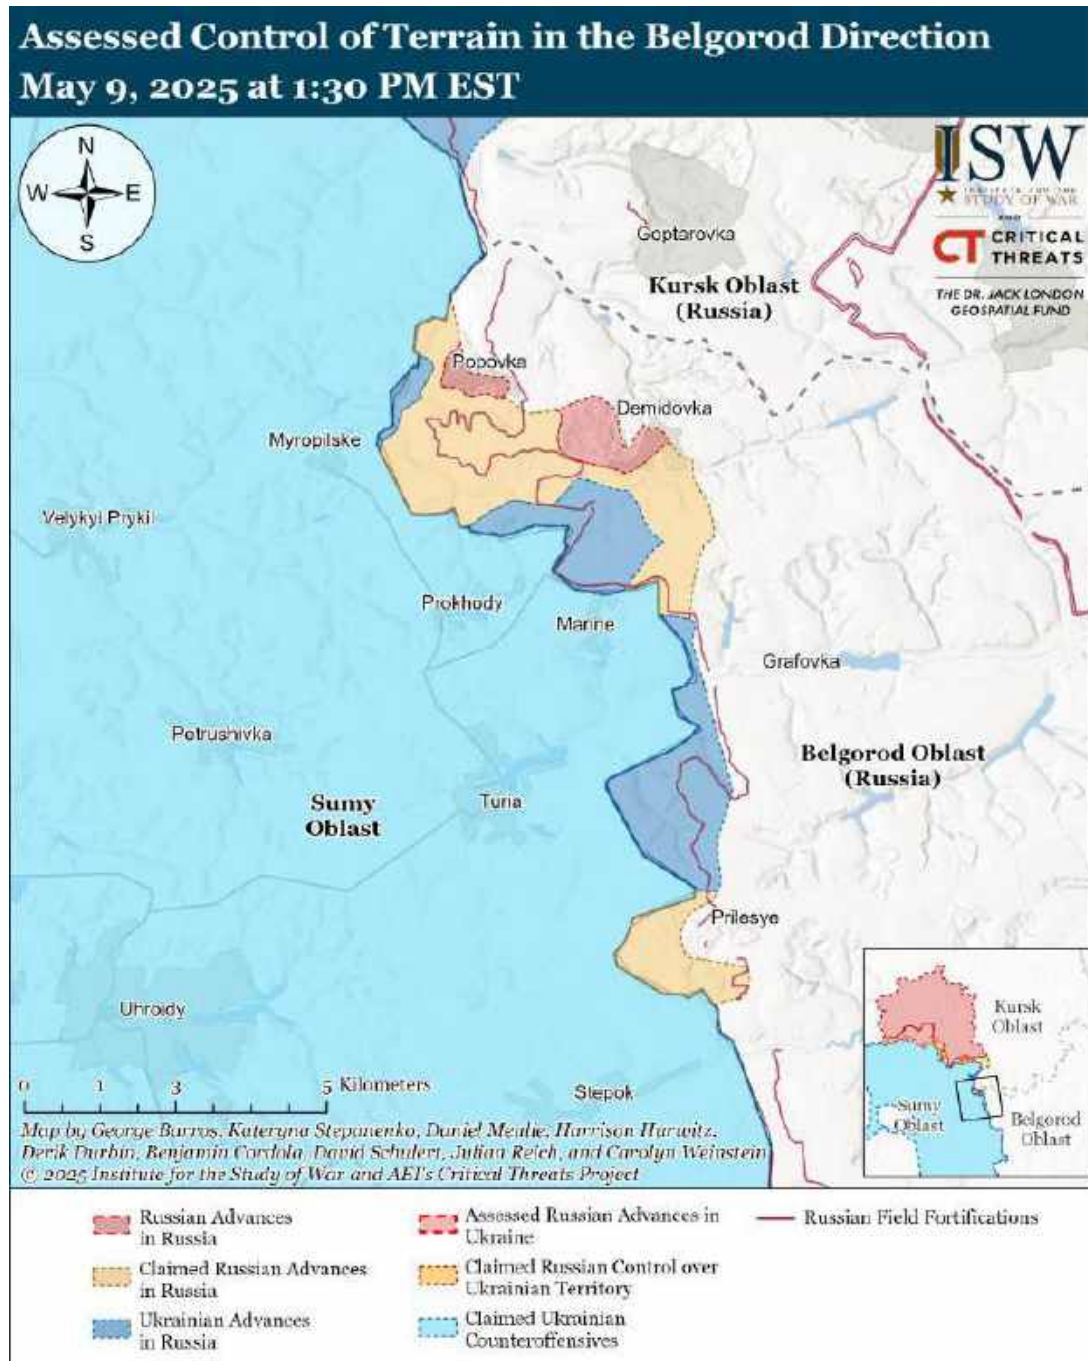 Assessed Control of Terrain in the Belgorod Direction
May 9, 2025 at 1:30 PM EST
N
W E
S
ISW
INSTITUTE FOR THE
STUDY OF WAR
AND
CT CRITICAL
THREATS
THE DR. JACK LONDON
GEOSPATIAL FUND
Goptarovka
Kursk Oblast
(Russia)
Popovka
Demidovka
Myropilske
Velykyi Prykil
Prokhody
Marine
Grafovka
Petrushivka
Belgorod Oblast
(Russia)
Sumy
Oblast
Turia
Prilesye
Uhroidy
Stepok
Kursk
Oblast
Sumy
Oblast
Belgorod
Oblast
0 1 3 5 Kilometers
Map by George Barros, Kateryna Stepanenko, Daniel Mealie, Harrison Hurwitz,
Derik Durbin, Benjamin Cordola, David Schulert, Julian Reich, and Carolyn Weinstein
© 2025 Institute for the Study of War and AEI's Critical Threats Project
Russian Advances
in Russia
Assessed Russian Advances in
Ukraine
Russian Field Fortifications
Claimed Russian Advances
in Russia
Claimed Russian Control over
Ukrainian Territory
Ukrainian Advances
in Russia
Claimed Ukrainian
Counteroffensives